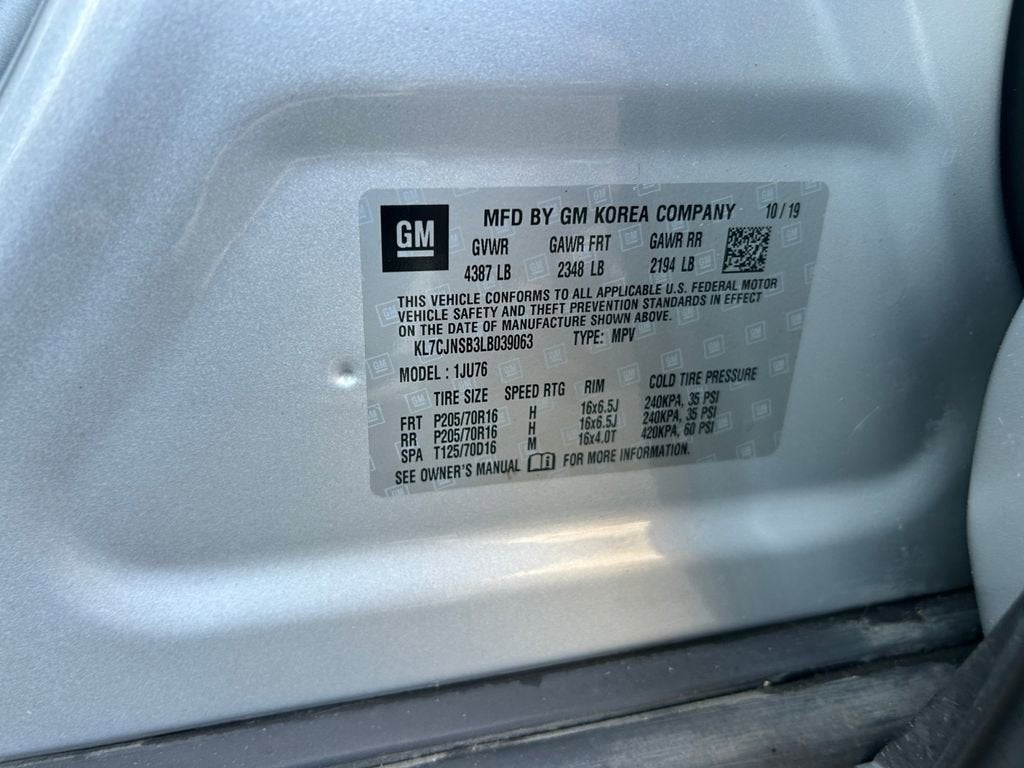 GM
MFD BY GM KOREA COMPANY 10 / 19
GVWR GAWR FRT GAWR RR
4387 LB 2348 LB 2194 LB
THIS VEHICLE CONFORMS TO ALL APPLICABLE U.S. FEDERAL MOTOR
VEHICLE SAFETY AND THEFT PREVENTION STANDARDS IN EFFECT
ON THE DATE OF MANUFACTURE SHOWN ABOVE.
KL7CJNSB3LB039063 TYPE: MPV
MODEL : 1JU76
TIRE SIZE SPEED RTG RIM COLD TIRE PRESSURE
FRT P205/70R16 H 16x6.5J 240KPA, 35 PSI
RR P205/70R16 H 16x6.5J 240KPA, 35 PSI
SPA T125/70D16 M 16x4.0T 420KPA, 60 PSI
SEE OWNER'S MANUAL FOR MORE INFORMATION.